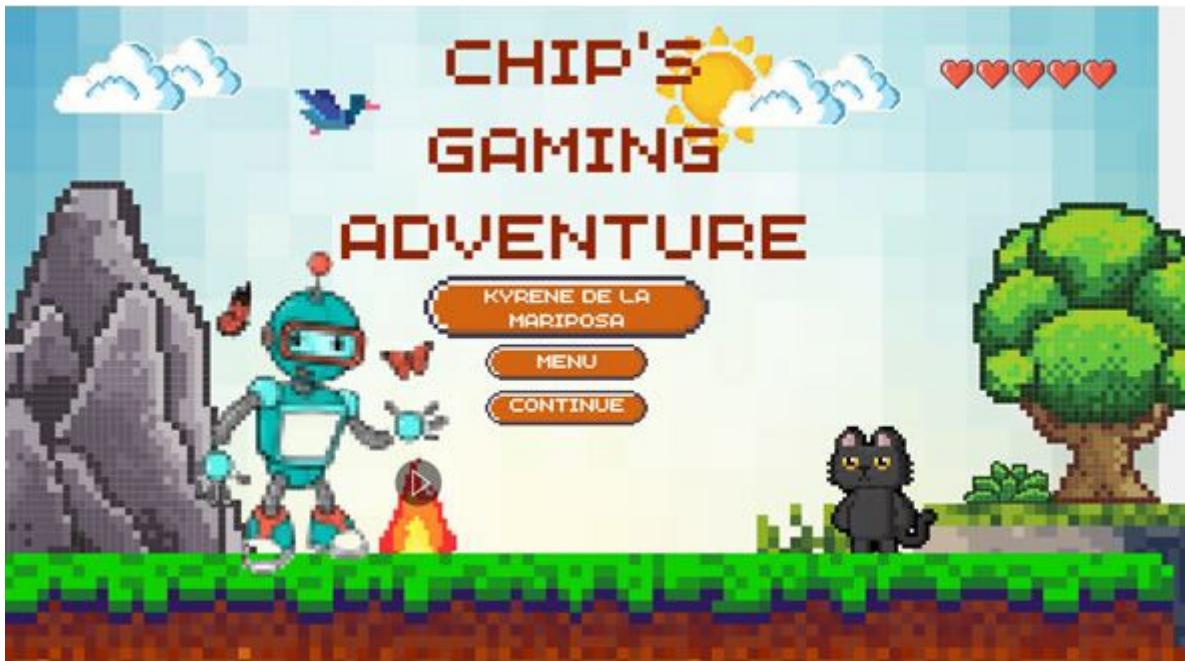 CHIP'S
GAMING
ADVENTURE
KYRENE DE LA
MARIPOSA
MENU
CONTINUE